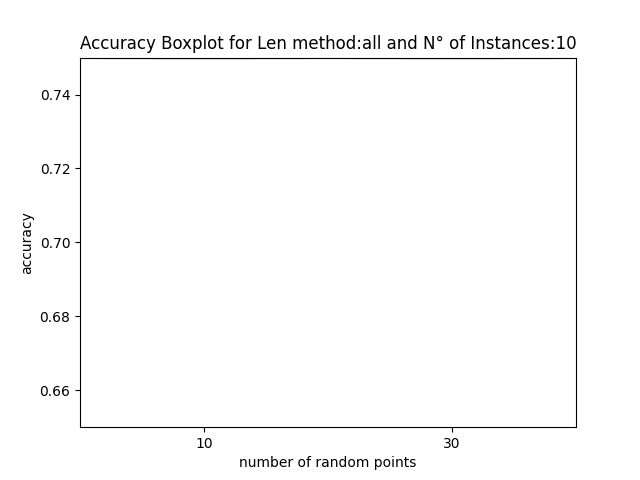 Accuracy Boxplot for Len method:all and N° of Instances:10
0.74
0.72
0.70
0.68
0.66
accuracy
10 30
number of random points